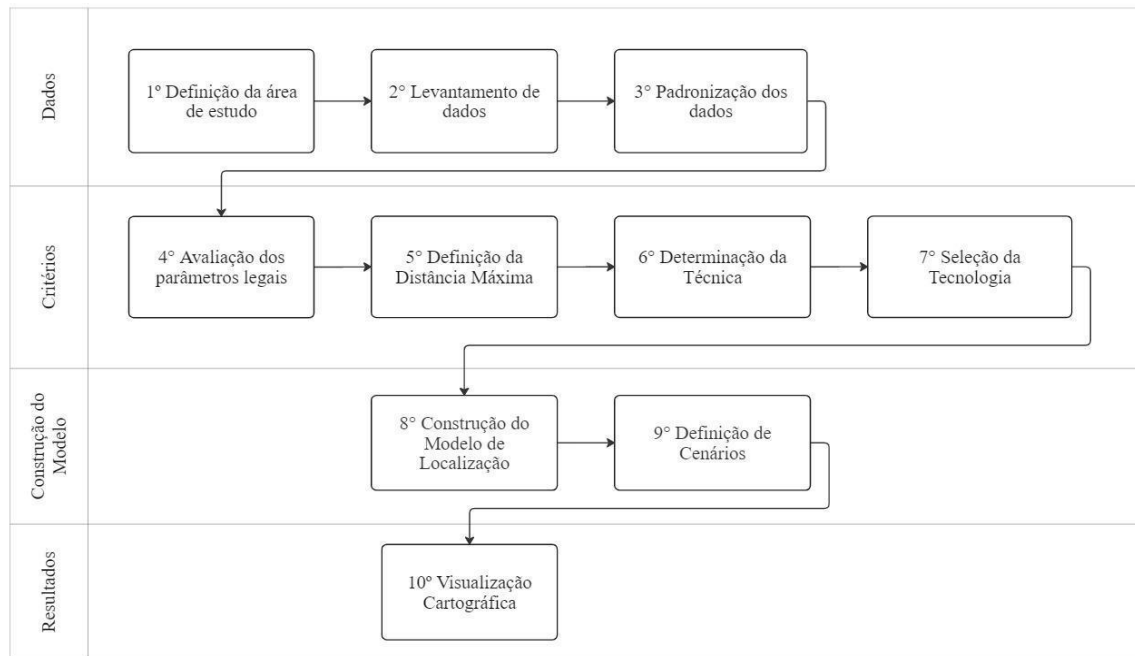 Dados
1º Definição da área
de estudo
2° Levantamento de
dados
3° Padronização dos
dados
Critérios
4° Avaliação dos
parâmetros legais
5° Definição da
Distância Máxima
6° Determinação da
Técnica
7° Seleção da
Tecnologia
Construção do
Modelo
8° Construção do
Modelo de
Localização
9° Definição de
Cenários
Resultados
10º Visualização
Cartográfica